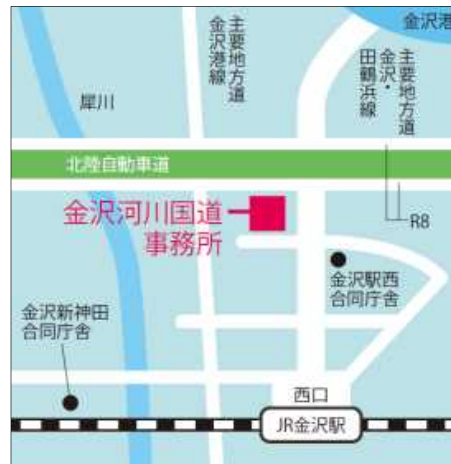 金沢港
主要地方道
金沢港線
主要地方道
金沢・
田鶴浜線
犀川
北陸自動車道
金沢河川国道
事務所
R8
金沢駅西
合同庁舎
金沢新神田
合同庁舎
西口
JR金沢駅